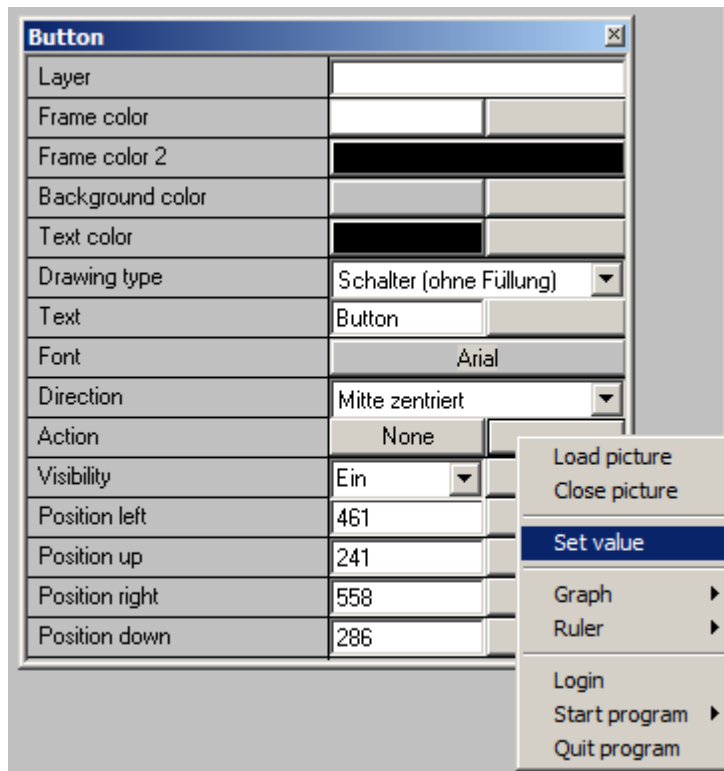 Button
Layer
Frame color
Frame color 2
Background color
Text color
Drawing type Schalter (ohne Füllung)
Text Button
Font Arial
Direction Mitte zentriert
Action None
Visibility Ein
Position left 461
Position up 241
Position right 558
Position down 286
Load picture
Close picture
Set value
Graph
Ruler
Login
Start program
Quit program